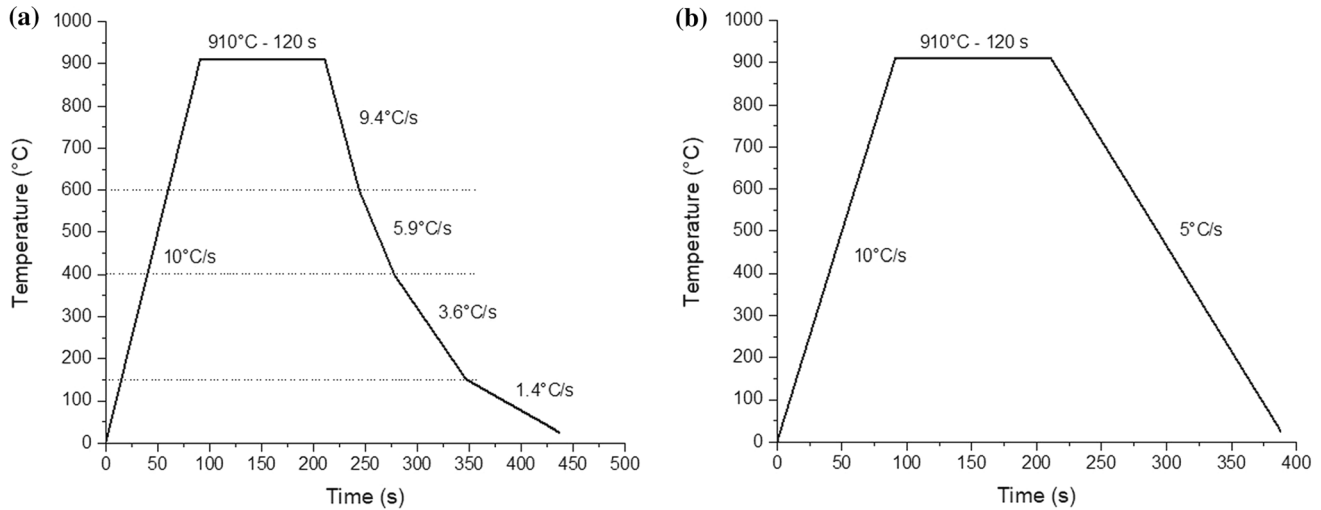 (a)
1000
900
800
700
600
500
400
300
200
100
0
Temperature (°C)
910°C - 120 s
9.4°C/s
5.9°C/s
10°C/s
3.6°C/s
1.4°C/s
0 50 100 150 200 250 300 350 400 450 500
Time (s)
(b)
1000
900
800
700
600
500
400
300
200
100
0
Temperature (°C)
910°C - 120 s
5°C/s
10°C/s
0 50 100 150 200 250 300 350 400
Time (s)